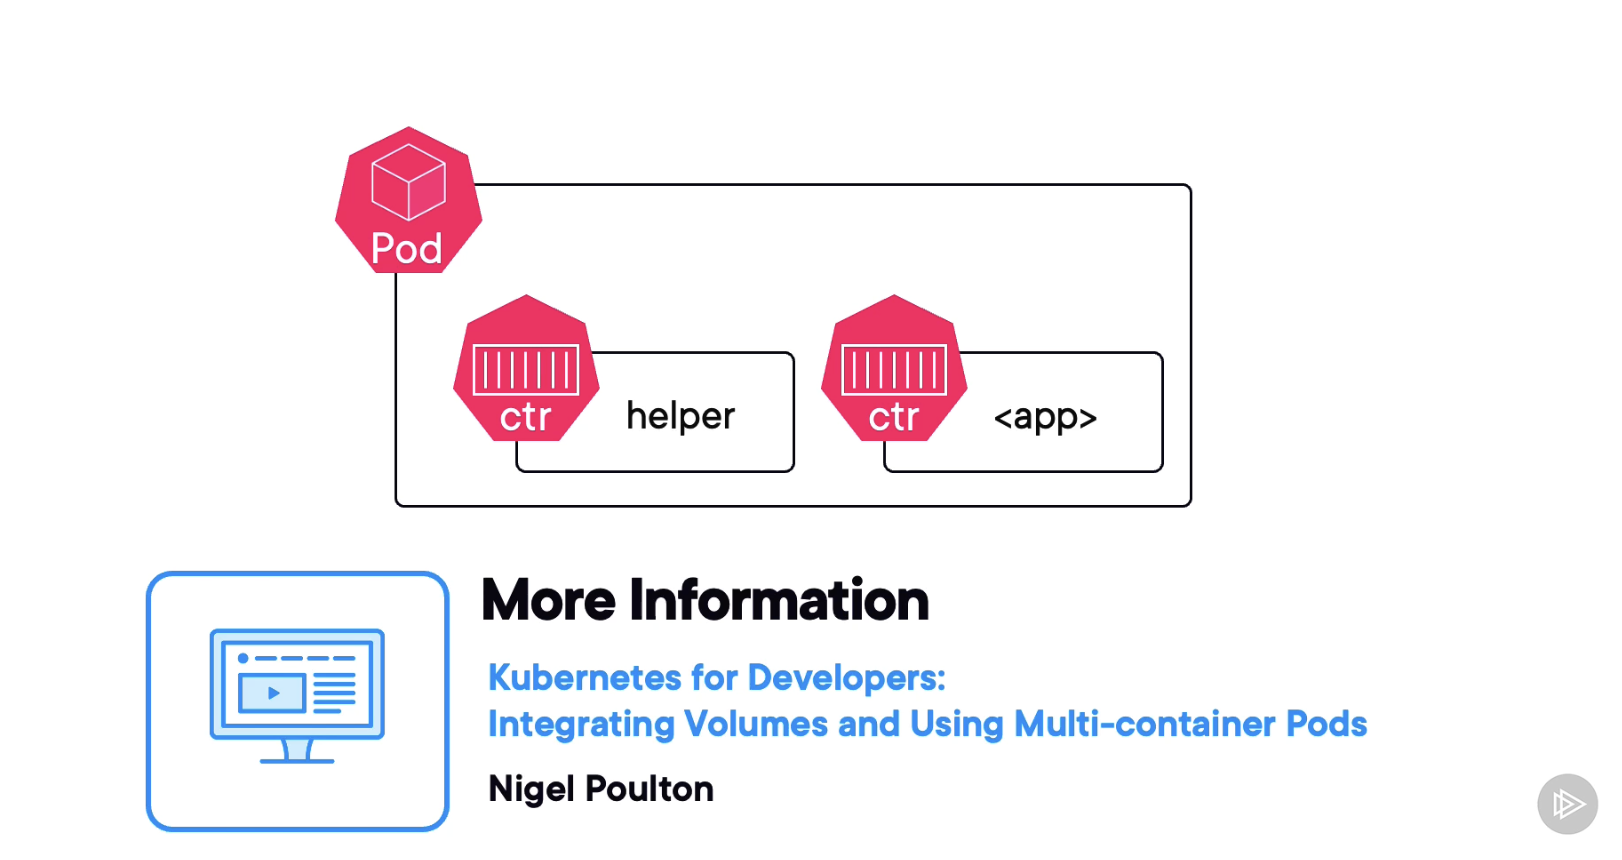 Pod
ctr
helper
ctr
<app>
More Information
Kubernetes for Developers:
Integrating Volumes and Using Multi-container Pods
Nigel Poulton